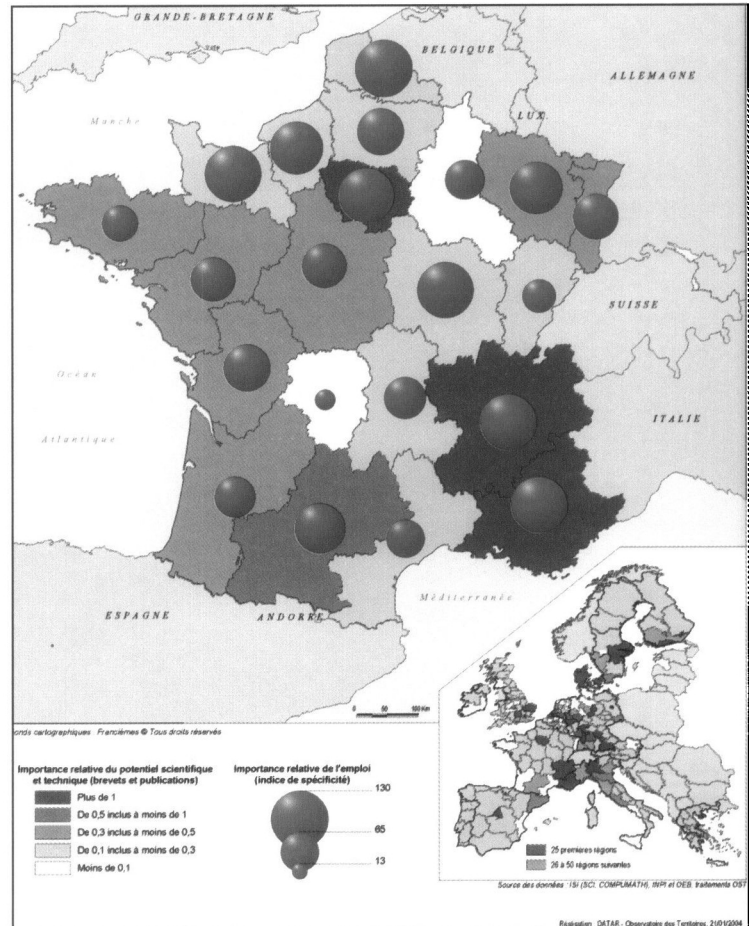 GRANDE-BRETAGNE
BELGIQUE
ALLEMAGNE
Manche
LUX.
SUISSE
Océan
Atlantique
ITALIE
ESPAGNE
ANDORRE
Méditerranée
0 50 100 Km
onds cartographiques : Francièmes © Tous droits réservés
Importance relative du potentiel scientifique
et technique (brevets et publications)
Plus de 1
De 0,5 inclus à moins de 1
De 0,3 inclus à moins de 0,5
De 0,1 inclus à moins de 0,3
Moins de 0,1
Importance relative de l'emploi
(indice de spécificité)
130
65
13
25 premières régions
26 à 50 régions suivantes
Source des données : ISI (SCI, COMPUMATH), INPI et OEB, traitements OST
Réalisation : DATAR - Observatoire des Territoires, 21/01/2004